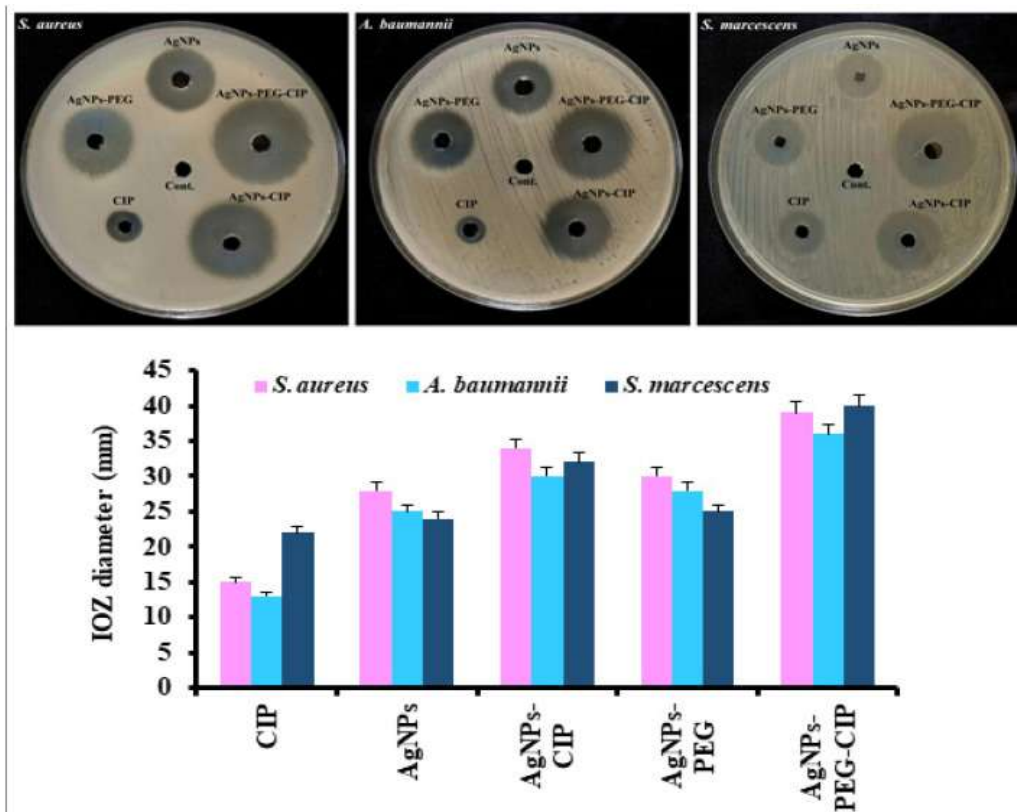 S. aureus
AgNPs
AgNPs-PEG
AgNPs-PEG-CIP
Cont.
CIP
AgNPs-CIP
A. baumannii
AgNPs
AgNPs-PEG
AgNPs-PEG-CIP
Cont.
CIP
AgNPs-CIP
S. marcescens
AgNPs
AgNPs-PEG
AgNPs-PEG-CIP
Cont.
CIP
AgNPs-CIP
S. aureus A. baumannii S. marcescens
IOZ diameter (mm)
45
40
35
30
25
20
15
10
5
0
CIP
AgNPs
AgNPs-
CIP
AgNPs-
PEG
AgNPs-
PEG-CIP